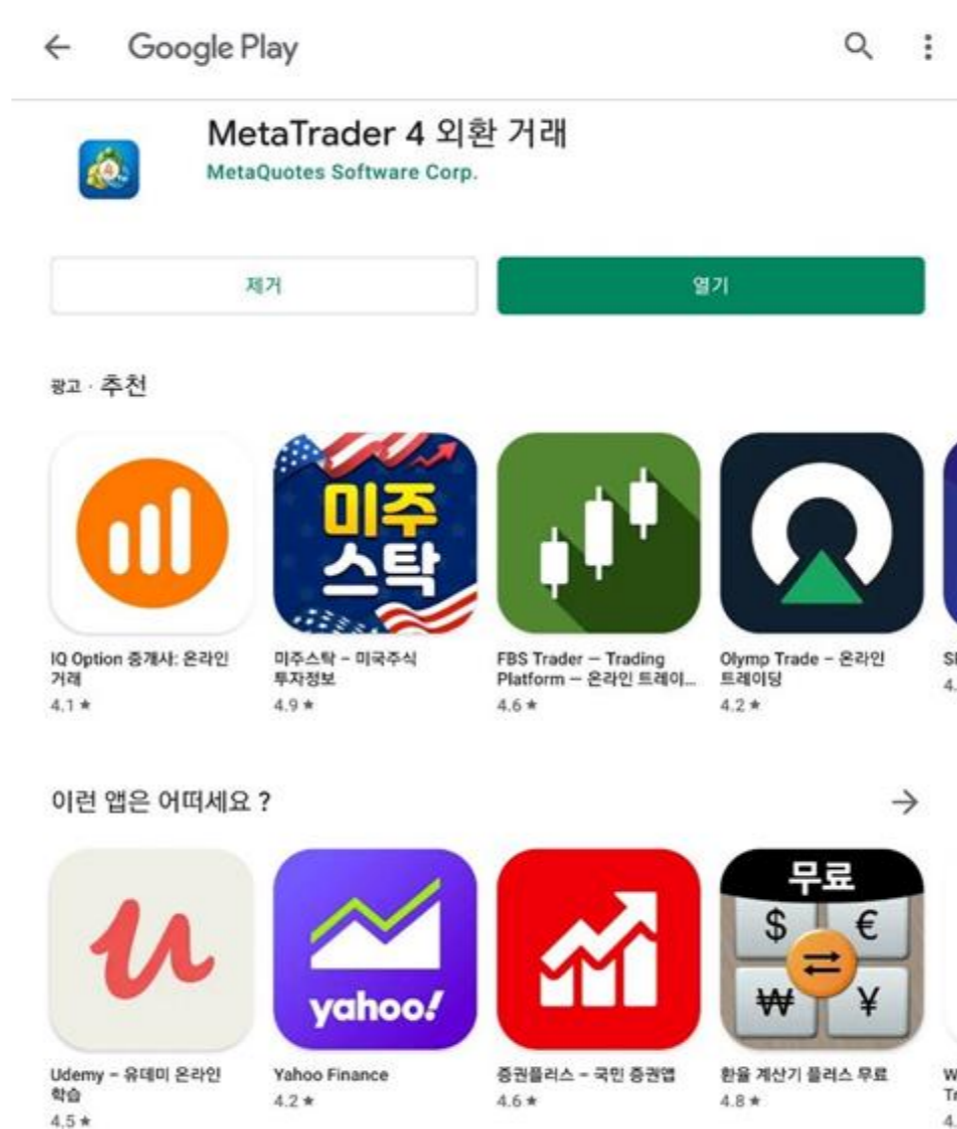 Google Play
MetaTrader 4 외환 거래
MetaQuotes Software Corp.
제거
열기
광고 · 추천
미주
스탁
IQ Option 중개사: 온라인
거래
4.1 ★
미주스탁 – 미국주식
투자정보
4.9 ★
FBS Trader — Trading
Platform — 온라인 트레이...
4.6 ★
Olymp Trade – 온라인
트레이딩
4.2 ★
이런 앱은 어떠세요 ?
yahoo!
무료
$ €
₩ ¥
Udemy – 유데미 온라인
학습
4.5 ★
Yahoo Finance
4.2 ★
증권플러스 – 국민 증권앱
4.6 ★
환율 계산기 플러스 무료
4.8 ★